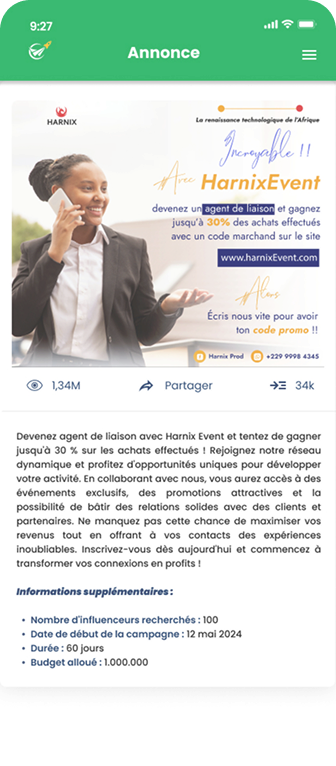 9:27
Annonce
HARNIX
La renaissance technologique de l'Afrique
Incroyable !!
Avec HarnixEvent
devenez un agent de liaison et gagnez
jusqu'à 30% des achats effectués
avec un code marchand sur le site
www.harnixEvent.com
Alors
Écris nous vite pour avoir
ton code promo !!
Harnix Prod +229 9998 4345
1,34M Partager 34k
Devenez agent de liaison avec Harnix Event et tentez de gagner
jusqu'à 30 % sur les achats effectués ! Rejoignez notre réseau
dynamique et profitez d'opportunités uniques pour développer
votre activité. En collaborant avec nous, vous aurez accès à des
événements exclusifs, des promotions attractives et la
possibilité de bâtir des relations solides avec des clients et
partenaires. Ne manquez pas cette chance de maximiser vos
revenus tout en offrant à vos contacts des expériences
inoubliables. Inscrivez-vous dès aujourd'hui et commencez à
transformer vos connexions en profits !
Informations supplémentaires :
• Nombre d'influenceurs recherchés : 100
• Date de début de la campagne : 12 mai 2024
• Durée : 60 jours
• Budget alloué : 1.000.000